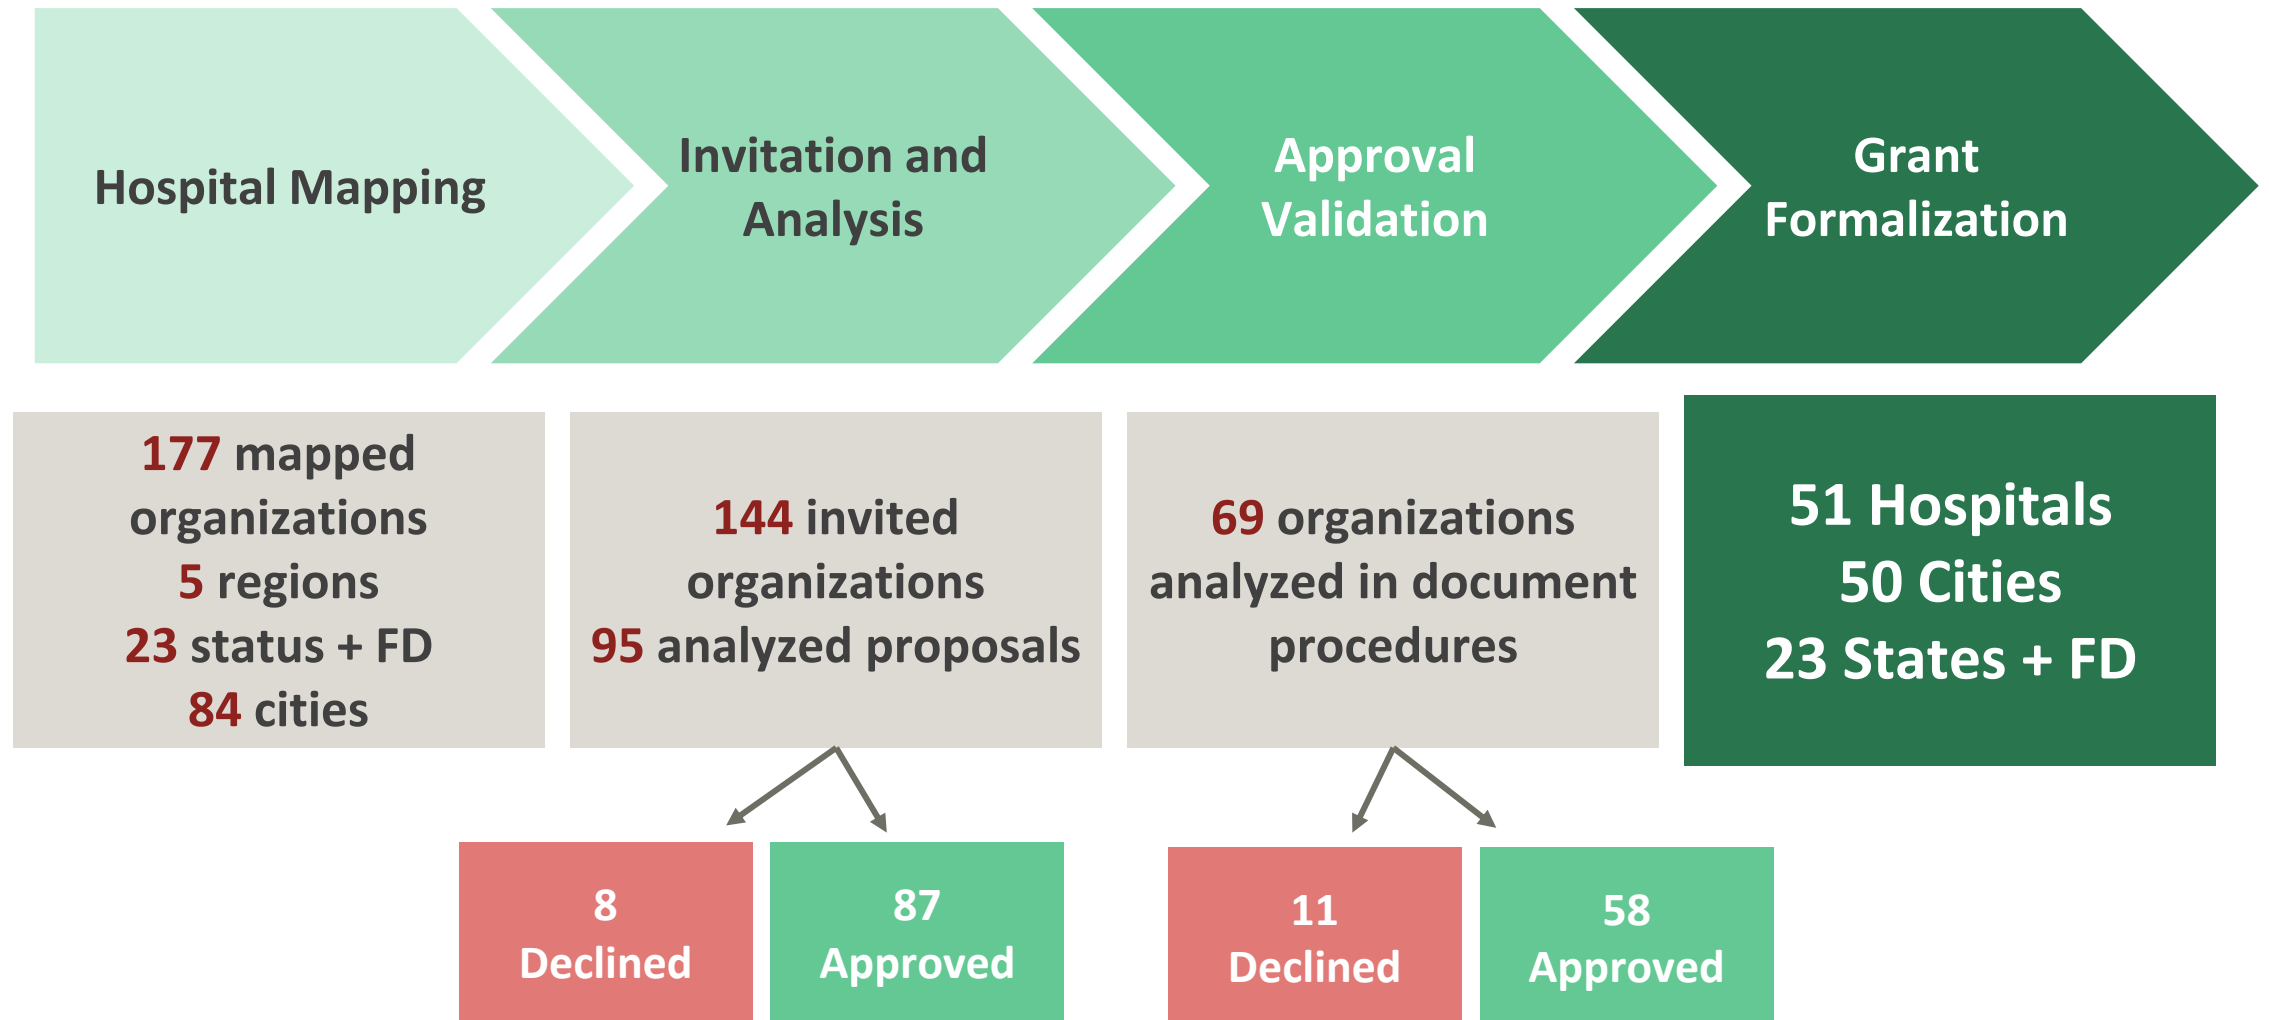 Hospital Mapping
Invitation and
Analysis
Approval
Validation
Grant
Formalization
177 mapped
organizations
5 regions
23 status + FD
84 cities
144 invited
organizations
95 analyzed proposals
69 organizations
analyzed in document
procedures
51 Hospitals
50 Cities
23 States + FD
8
Declined
87
Approved
11
Declined
58
Approved